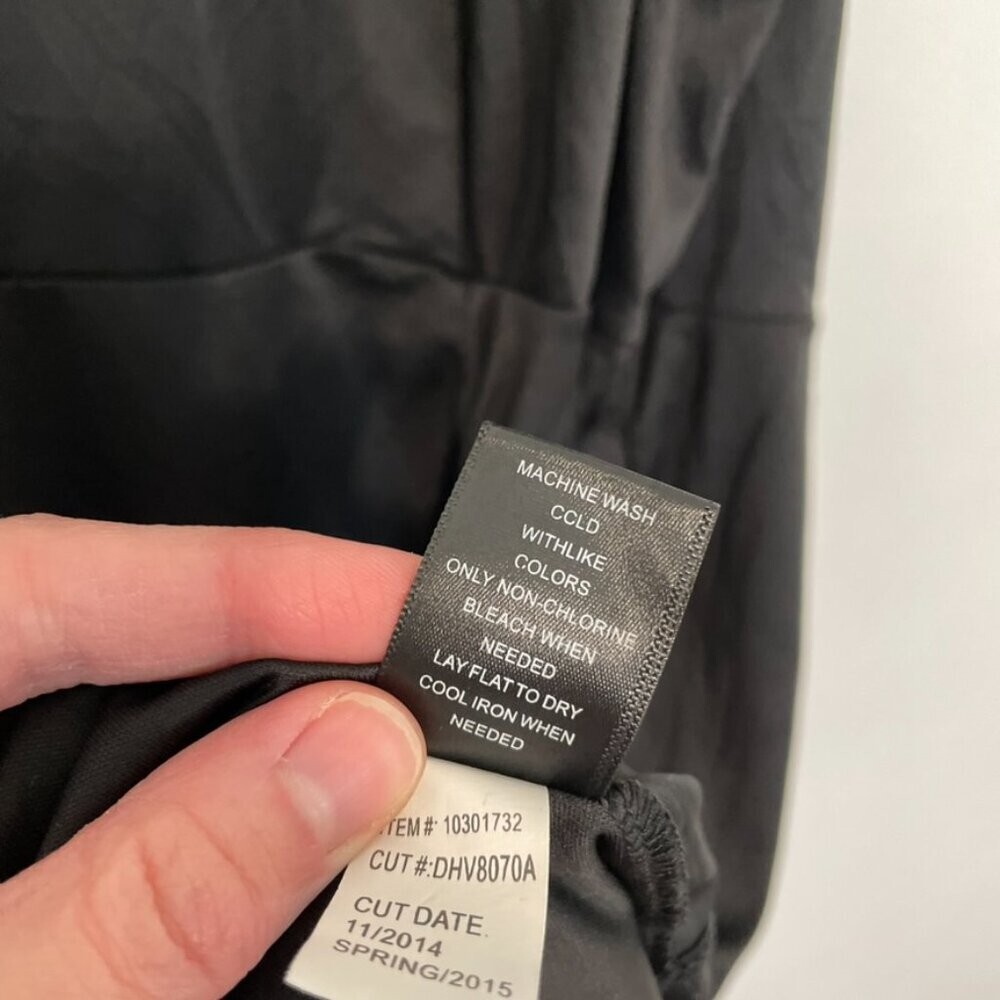 MACHINE WASH
CCLD
WITHLIKE
COLORS
ONLY NON-CHLORINE
BLEACH WHEN
NEEDED
LAY FLAT TO DRY
COOL IRON WHEN
NEEDED
ITEM#: 10301732
CUT#:DHV8070A
CUT DATE.
11/2014
SPRING/2015